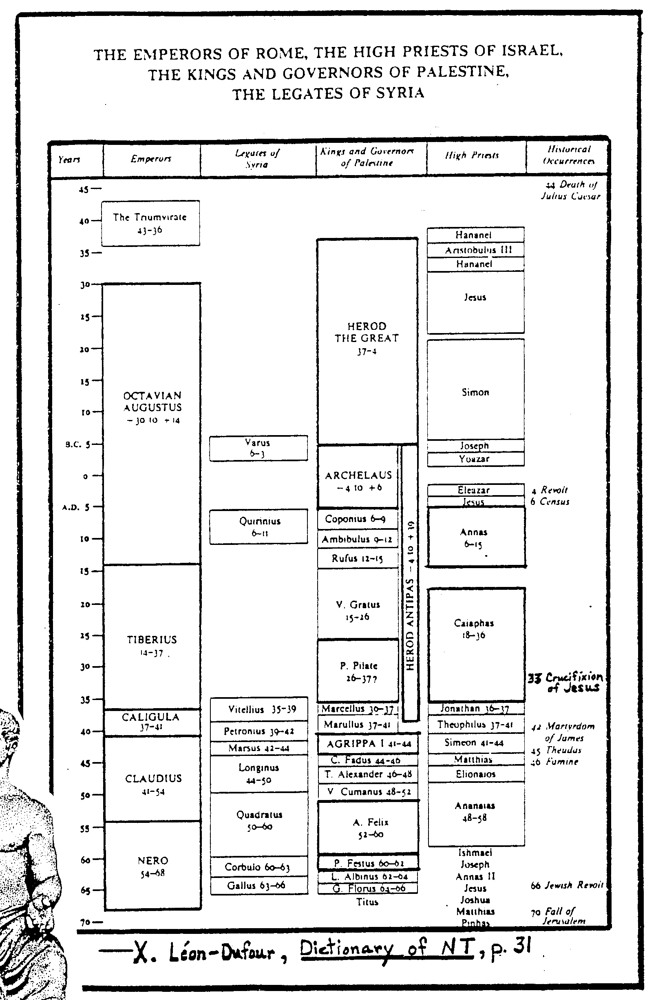 THE EMPERORS OF ROME, THE HIGH PRIESTS OF ISRAEL,
THE KINGS AND GOVERNORS OF PALESTINE,
THE LEGATES OF SYRIA
Years
Emperors
Legates of
Syria
Kings and Governors
of Palestine
High Priests
Historical
Occurrences
45
40
35
30
25
20
15
10
B.C. 5
0
A.D. 5
10
15
20
25
30
35
40
45
50
55
60
65
70
The Triumvirate
43-36
OCTAVIAN
AUGUSTUS
- 30 to + 14
TIBERIUS
14-37
CALIGULA
37-41
CLAUDIUS
41-54
NERO
54-68
Varus
6-3
Quirinius
6-11
Vitellius 35-39
Petronius 39-42
Marsus 42-44
Longinus
44-50
Quadratus
50-60
Corbulo 60-63
Gallus 63-66
HEROD
THE GREAT
37-4
ARCHELAUS
- 4 to + 6
HEROD ANTIPAS - 4 to + 39
Coponius 6-9
Ambibulus 9-12
Rufus 12-15
V. Gratus
15-26
P. Pilate
26-37?
Marcellus 36-37
Marullus 37-41
AGRIPPA I 41-44
C. Fadus 44-46
T. Alexander 46-48
V Cumanus 48-52
A. Felix
52-60
P. Festus 60-62
L. Albinus 62-64
G. Florus 64-66
Titus
Hananel
Aristobulus III
Hananel
Jesus
Simon
Joseph
Yoazar
Eleazar
Jesus
Annas
6-15
Caiaphas
18-36
Jonathan 36-37
Theophilus 37-41
Simeon 41-44
Matthias
Elionaios
Ananaias
48-58
Ishmael
Joseph
Annas II
Jesus
Joshua
Matthias
Pinhas
44 Death of
Julius Caesar
4 Revolt
6 Census
33 Crucifixion
of Jesus
42 Martyrdom
of James
45 Theudas
46 Famine
66 Jewish Revolt
70 Fall of
Jerusalem
—X. Léon-Dufour, Dictionary of NT, p. 31